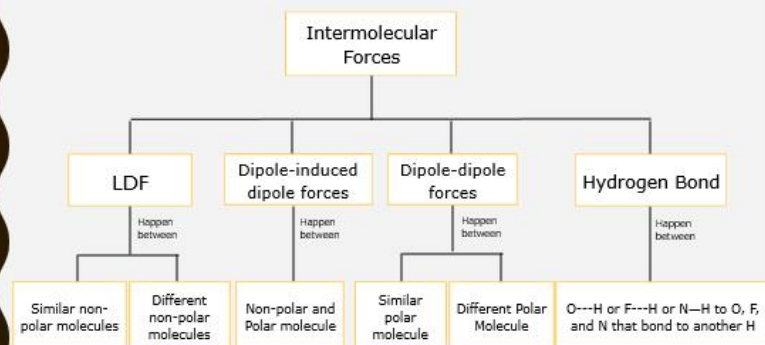 Intermolecular
Forces
LDF
Dipole-induced
dipole forces
Dipole-dipole
forces
Hydrogen Bond
Happen
between
Happen
between
Happen
between
Happen
between
Similar non-
polar molecules
Different
non-polar
molecules
Non-polar and
Polar molecule
Similar
polar
molecule
Different Polar
Molecule
O---H or F---H or N—H to O, F,
and N that bond to another H